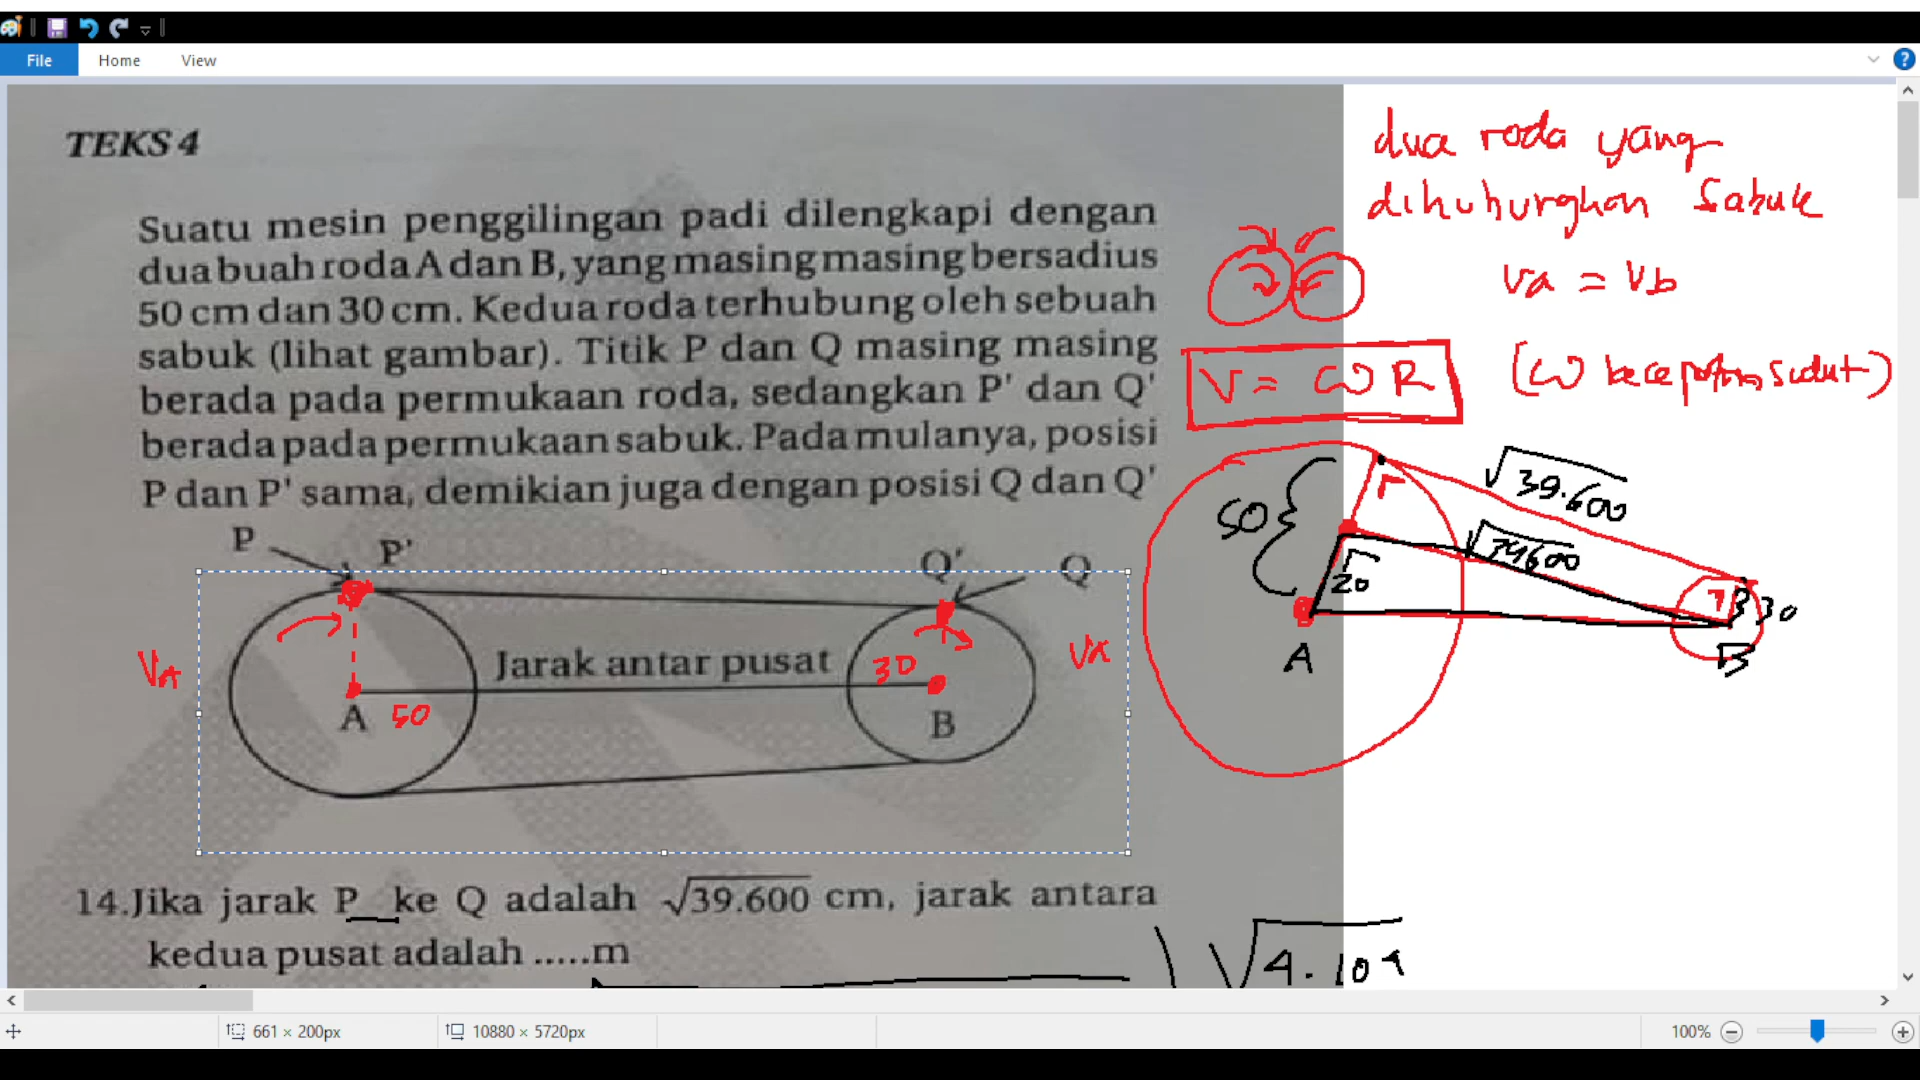 File Home View
TEKS 4
Suatu mesin penggilingan padi dilengkapi dengan
dua buah roda A dan B, yang masing masing bersadius
50 cm dan 30 cm. Kedua roda terhubung oleh sebuah
sabuk (lihat gambar). Titik P dan Q masing masing
berada pada permukaan roda, sedangkan P' dan Q'
berada pada permukaan sabuk. Pada mulanya, posisi
P dan P' sama, demikian juga dengan posisi Q dan Q'
P P' Q' Q
Jarak antar pusat
30
VA
A 50
B
14.Jika jarak P ke Q adalah √39.600 cm, jarak antara
kedua pusat adalah .....m
dua roda yang
dihubungkan sabuk
va = vb
V = ω R
(ω kecepatan sudut)
50
√39.600
√39600
20
30
A
B
√4.10⁴
661 × 200px
10880 × 5720px
100%